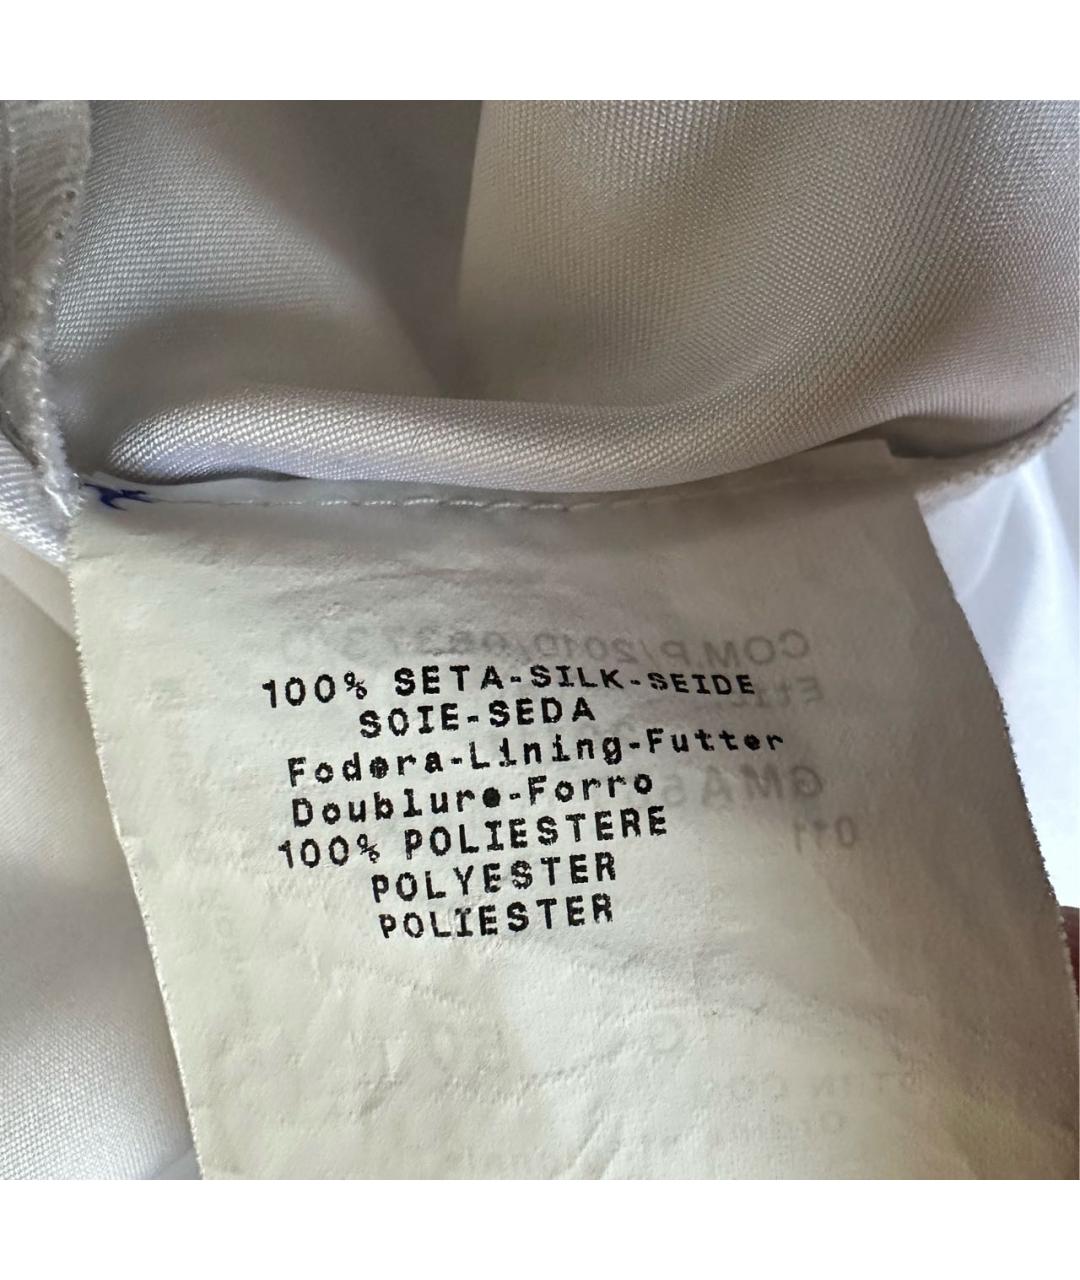 100% SETA-SILK-SEIDE
SOIE-SEDA
Fodera-Lining-Futter
Doublure-Forro
100% POLIESTERE
POLYESTER
POLIESTER